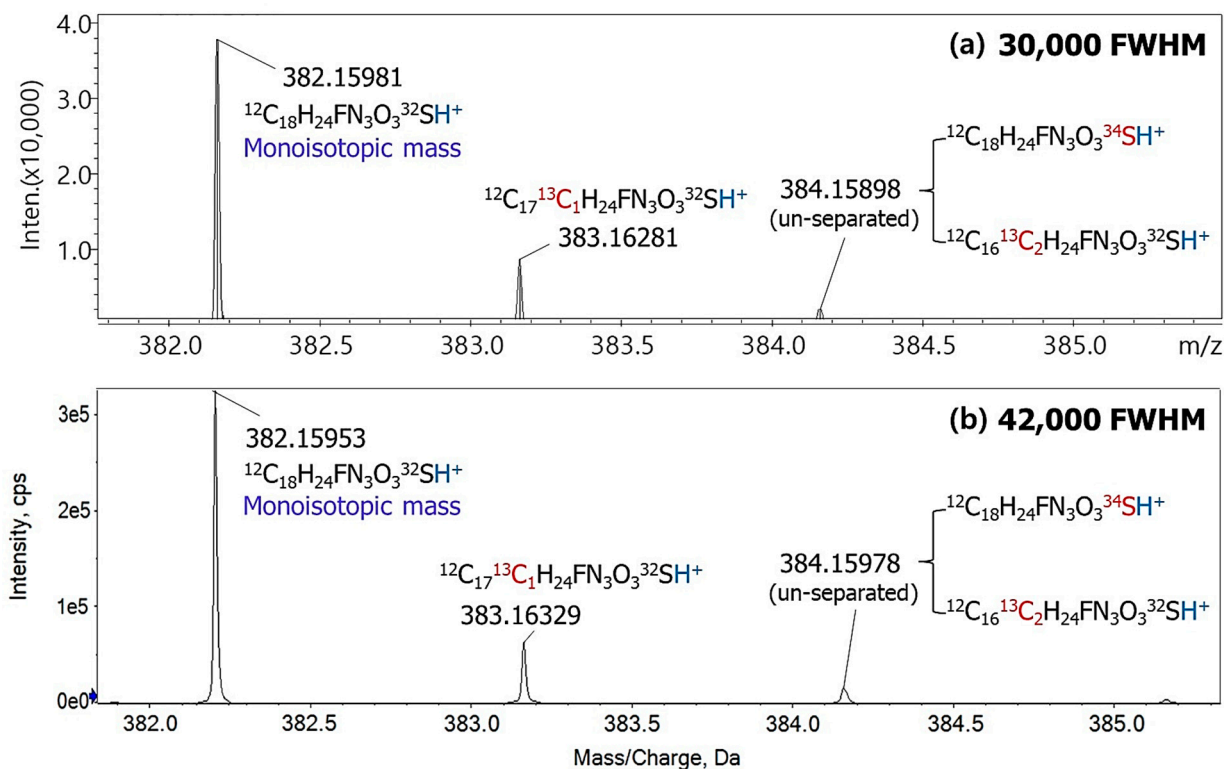 (a) 30,000 FWHM
4.0
3.0
2.0
1.0
Inten.(x10,000)
382.15981
¹²C₁₈H₂₄FN₃O₃³²SH⁺
Monoisotopic mass
¹²C₁₇¹³C₁H₂₄FN₃O₃³²SH⁺
383.16281
384.15898
(un-separated)
¹²C₁₈H₂₄FN₃O₃³⁴SH⁺
¹²C₁₆¹³C₂H₂₄FN₃O₃³²SH⁺
382.0 382.5 383.0 383.5 384.0 384.5 385.0 m/z
(b) 42,000 FWHM
3e5
2e5
1e5
0e0
Intensity, cps
382.15953
¹²C₁₈H₂₄FN₃O₃³²SH⁺
Monoisotopic mass
¹²C₁₇¹³C₁H₂₄FN₃O₃³²SH⁺
383.16329
384.15978
(un-separated)
¹²C₁₈H₂₄FN₃O₃³⁴SH⁺
¹²C₁₆¹³C₂H₂₄FN₃O₃³²SH⁺
382.0 382.5 383.0 383.5 384.0 384.5 385.0
Mass/Charge, Da